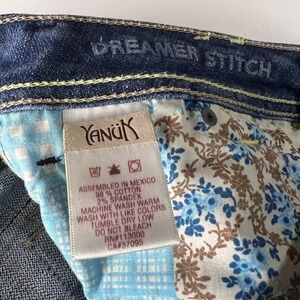 DREAMER STITCH
YANUK
ASSEMBLED IN MEXICO
98 % COTTON
2% SPANDEX
MACHINE WASH WARM
WASH WITH LIKE COLORS
TUMBLE DRY LOW
DO NOT BLEACH
RN#113000
CA#37095